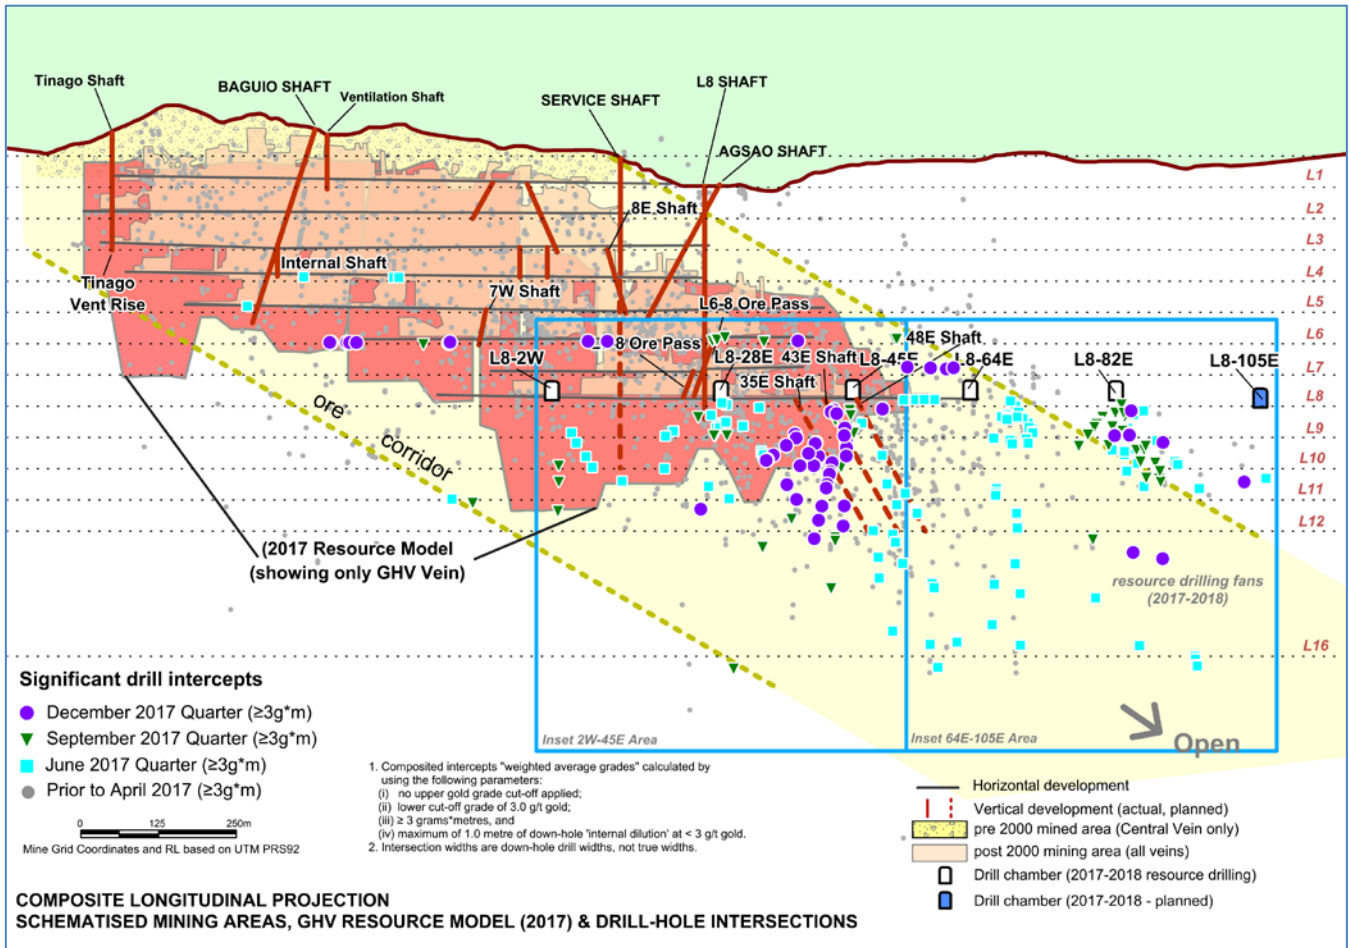 Tinago Shaft
BAGUIO SHAFT
Ventilation Shaft
SERVICE SHAFT
L8 SHAFT
AGSAO SHAFT
L1
L2
8E Shaft
L3
Internal Shaft
L4
Tinago
Vent Rise
7W Shaft
L6-8 Ore Pass
L5
L6
8 Ore Pass
48E Shaft
L8-2W
L8-28E
43E Shaft
L8-45E
L8-64E
L8-82E
L8-105E
L7
35E Shaft
L8
ore
corridor
L9
L10
L11
L12
(2017 Resource Model
(showing only GHV Vein)
resource drilling fans
(2017-2018)
L16
Significant drill intercepts
December 2017 Quarter (≥3g*m)
September 2017 Quarter (≥3g*m)
June 2017 Quarter (≥3g*m)
Prior to April 2017 (≥3g*m)
0 125 250m
Mine Grid Coordinates and RL based on UTM PRS92
Inset 2W-45E Area
Inset 64E-105E Area
Open
1. Composited intercepts "weighted average grades" calculated by
using the following parameters:
(i) no upper gold grade cut-off applied;
(ii) lower cut-off grade of 3.0 g/t gold;
(iii) ≥ 3 grams*metres, and
(iv) maximum of 1.0 metre of down-hole 'internal dilution' at < 3 g/t gold.
2. Intersection widths are down-hole drill widths, not true widths.
Horizontal development
Vertical development (actual, planned)
pre 2000 mined area (Central Vein only)
post 2000 mining area (all veins)
Drill chamber (2017-2018 resource drilling)
Drill chamber (2017-2018 - planned)
COMPOSITE LONGITUDINAL PROJECTION
SCHEMATISED MINING AREAS, GHV RESOURCE MODEL (2017) & DRILL-HOLE INTERSECTIONS